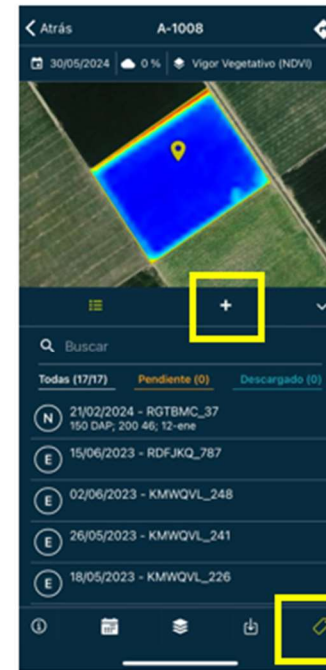 Atrás
A-1008
30/05/2024
0 %
Vigor Vegetativo (NDVI)
Buscar
Todas (17/17)
Pendiente (0)
Descargado (0)
N
21/02/2024 - RGTBMC_37
150 DAP; 200 46; 12-ene
E
15/06/2023 - RDFJKQ_787
E
02/06/2023 - KMWQVL_248
E
26/05/2023 - KMWQVL_241
E
18/05/2023 - KMWQVL_226